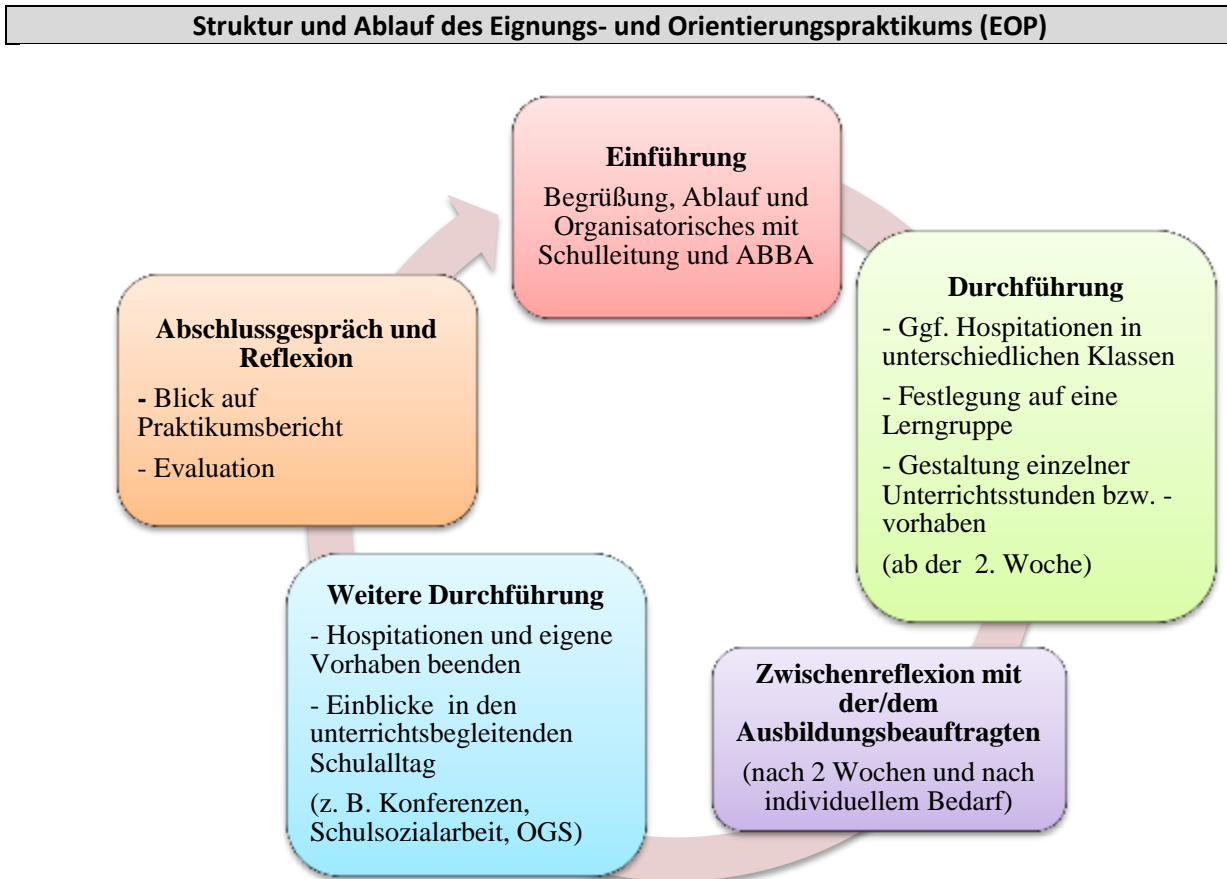 Struktur und Ablauf des Eignungs- und Orientierungspraktikums (EOP)
Einführung
Begrüßung, Ablauf und
Organisatorisches mit
Schulleitung und ABBA
Durchführung
- Ggf. Hospitationen in
unterschiedlichen Klassen
- Festlegung auf eine
Lerngruppe
- Gestaltung einzelner
Unterrichtsstunden bzw. -
vorhaben
(ab der 2. Woche)
Zwischenreflexion mit
der/dem
Ausbildungsbeauftragten
(nach 2 Wochen und nach
individuellem Bedarf)
Weitere Durchführung
- Hospitationen und eigene
Vorhaben beenden
- Einblicke in den
unterrichtsbegleitenden
Schulalltag
(z. B. Konferenzen,
Schulsozialarbeit, OGS)
Abschlussgespräch und
Reflexion
- Blick auf
Praktikumsbericht
- Evaluation